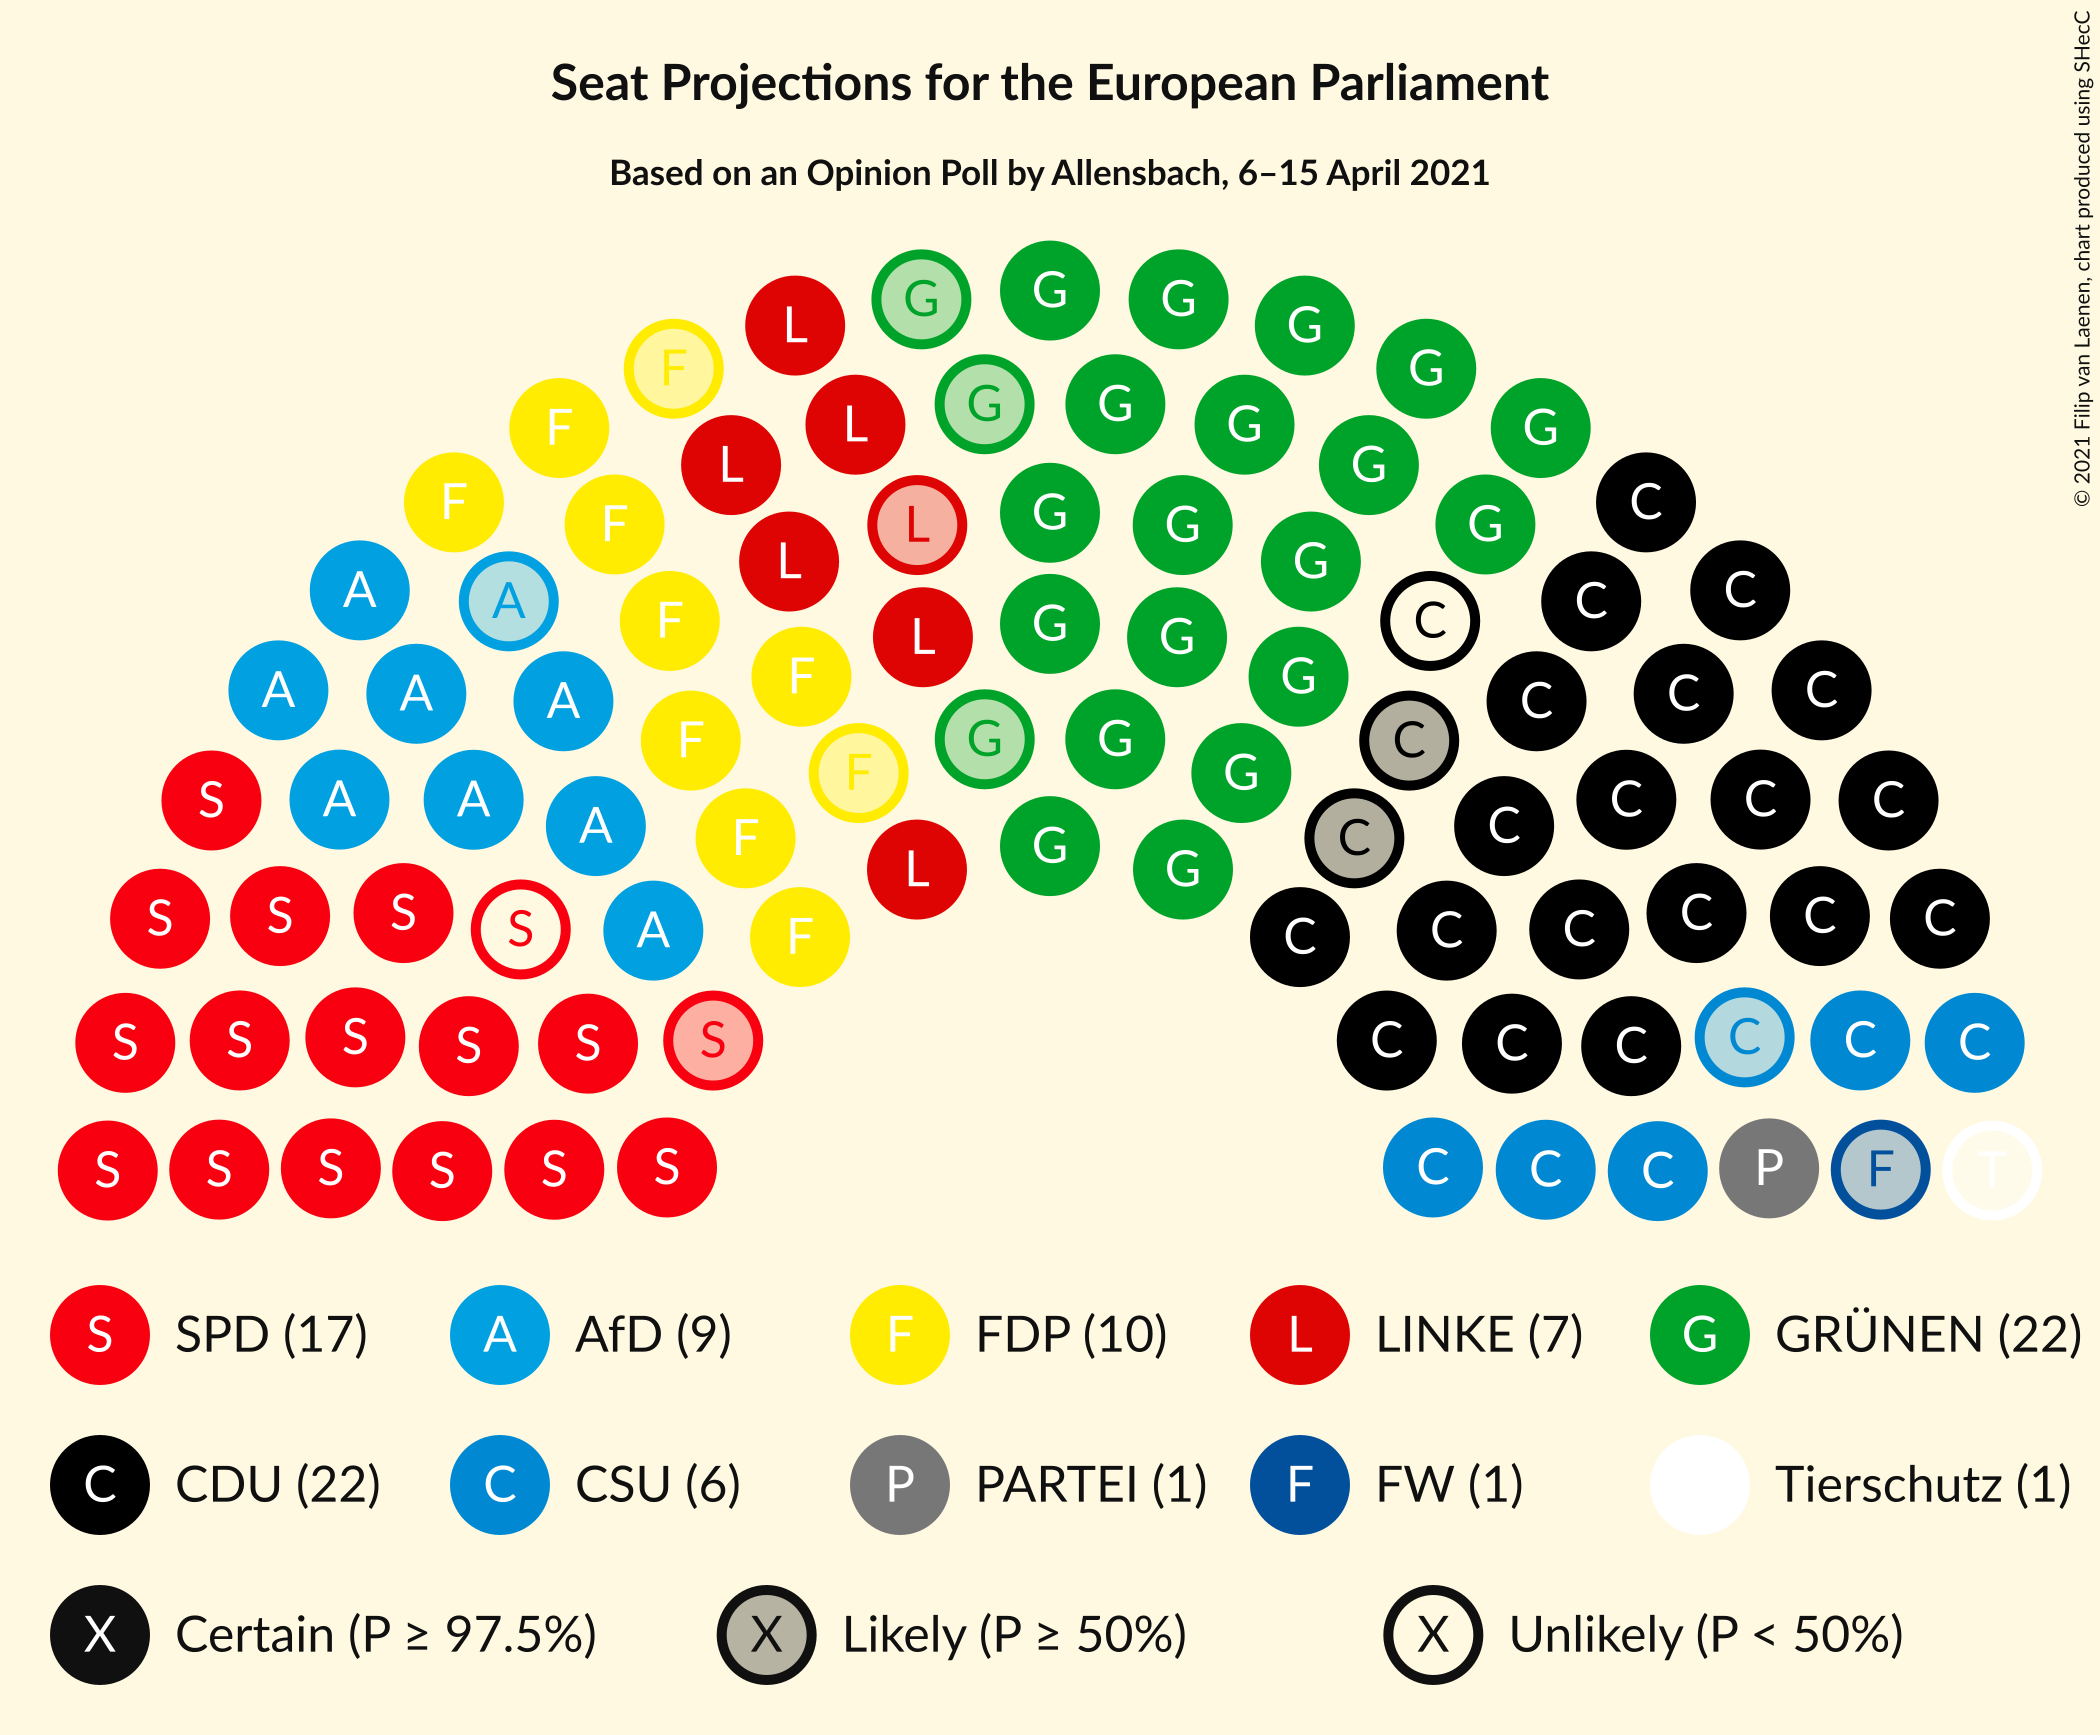 Seat Projections for the European Parliament
Based on an Opinion Poll by Allensbach, 6–15 April 2021
© 2021 Filip van Laenen, chart produced using SHecC
G G G G
L G
F G
F G G G G
L G
F L G G C
F L G G G
A A F C C
F L G C
A A A F L G G G C C C C
F G G C
S A A A F F G C C C C C
S S S S A F L G G C C C C C C
S S S S S S C C C C C C
S S S S S S C C C P F T
S SPD (17) A AfD (9) F FDP (10) L LINKE (7) G GRÜNEN (22)
C CDU (22) C CSU (6) P PARTEI (1) F FW (1) Tierschutz (1)
X Certain (P ≥ 97.5%) X Likely (P ≥ 50%) X Unlikely (P < 50%)